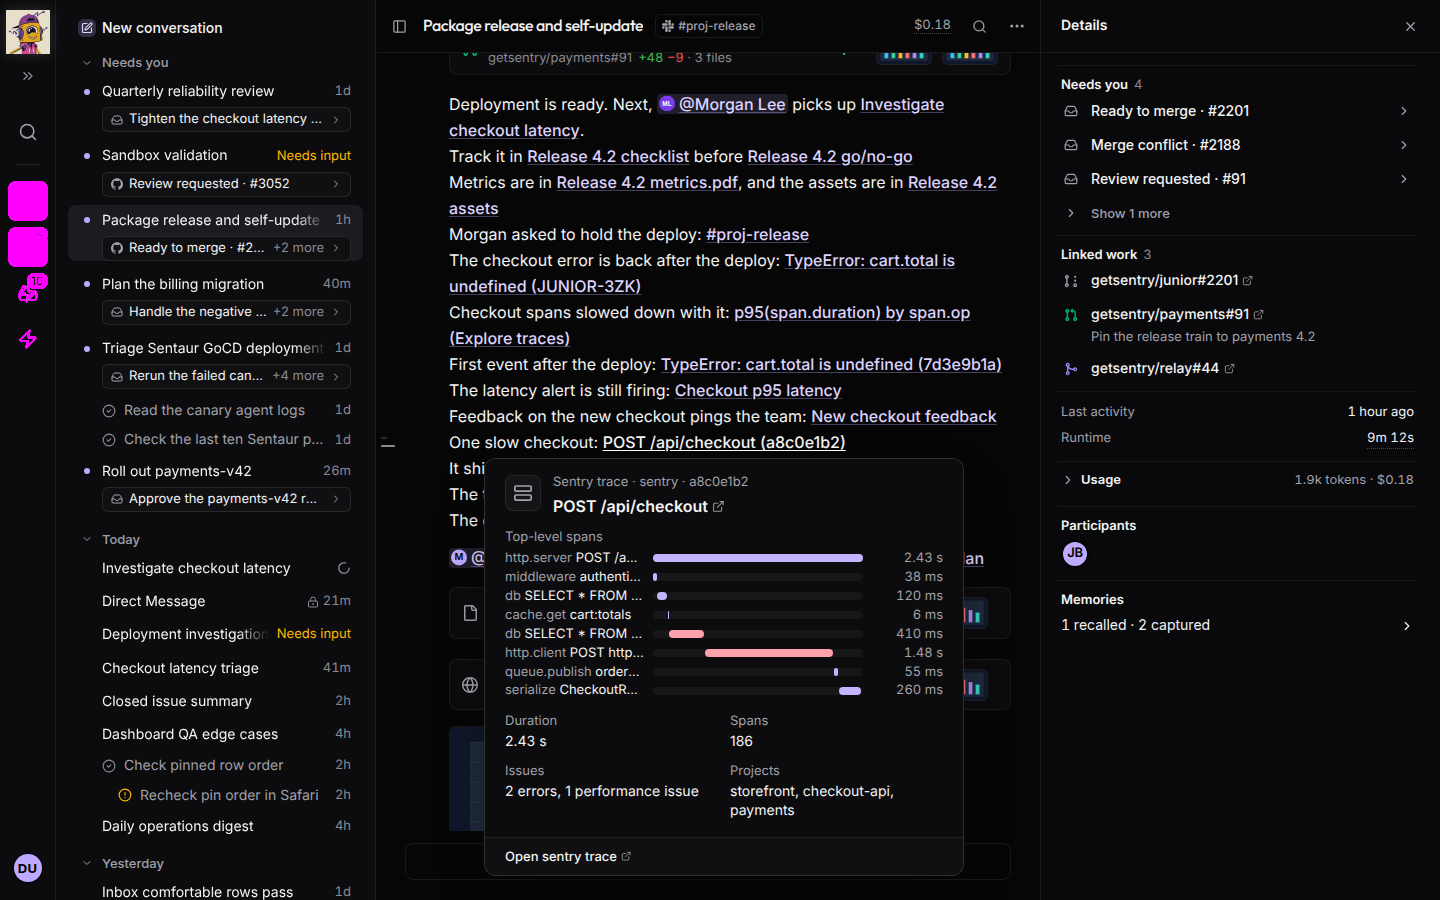 New conversation
Needs you
Quarterly reliability review 1d
Tighten the checkout latency ...
Sandbox validation Needs input
Review requested · #3052
Package release and self-update 1h
Ready to merge · #2... +2 more
Plan the billing migration 40m
Handle the negative ... +2 more
Triage Sentaur GoCD deployment 1d
Rerun the failed can... +4 more
Read the canary agent logs 1d
Check the last ten Sentaur p... 1d
Roll out payments-v42 26m
Approve the payments-v42 r...
Today
Investigate checkout latency
Direct Message 21m
Deployment investigation Needs input
Checkout latency triage 41m
Closed issue summary 2h
Dashboard QA edge cases 4h
Check pinned row order 2h
Recheck pin order in Safari 2h
Daily operations digest 4h
Yesterday
Inbox comfortable rows pass 1d
DU
Package release and self-update #proj-release $0.18
getsentry/payments#91 +48 −9 · 3 files
Deployment is ready. Next, ML @Morgan Lee picks up Investigate
checkout latency.
Track it in Release 4.2 checklist before Release 4.2 go/no-go
Metrics are in Release 4.2 metrics.pdf, and the assets are in Release 4.2
assets
Morgan asked to hold the deploy: #proj-release
The checkout error is back after the deploy: TypeError: cart.total is
undefined (JUNIOR-3ZK)
Checkout spans slowed down with it: p95(span.duration) by span.op
(Explore traces)
First event after the deploy: TypeError: cart.total is undefined (7d3e9b1a)
The latency alert is still firing: Checkout p95 latency
Feedback on the new checkout pings the team: New checkout feedback
One slow checkout: POST /api/checkout (a8c0e1b2)
It shi
The
The
M @
Sentry trace · sentry · a8c0e1b2
POST /api/checkout
Top-level spans
http.server POST /a... 2.43 s
middleware authenti... 38 ms
db SELECT * FROM ... 120 ms
cache.get cart:totals 6 ms
db SELECT * FROM ... 410 ms
http.client POST http... 1.48 s
queue.publish order... 55 ms
serialize CheckoutR... 260 ms
Duration
2.43 s
Spans
186
Issues
2 errors, 1 performance issue
Projects
storefront, checkout-api,
payments
Open sentry trace
Details
Needs you 4
Ready to merge · #2201
Merge conflict · #2188
Review requested · #91
Show 1 more
Linked work 3
getsentry/junior#2201
getsentry/payments#91
Pin the release train to payments 4.2
getsentry/relay#44
Last activity 1 hour ago
Runtime 9m 12s
Usage 1.9k tokens · $0.18
Participants
JB
Memories
1 recalled · 2 captured